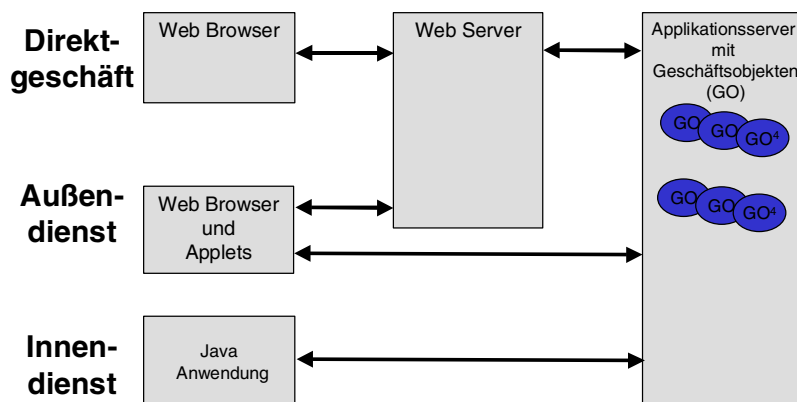 Direkt-
geschäft
Web Browser
Web Server
Applikationsserver
mit
Geschäftsobjekten
(GO)
GO GO GO⁴
GO GO GO⁴
Außen-
dienst
Web Browser
und
Applets
Innen-
dienst
Java
Anwendung